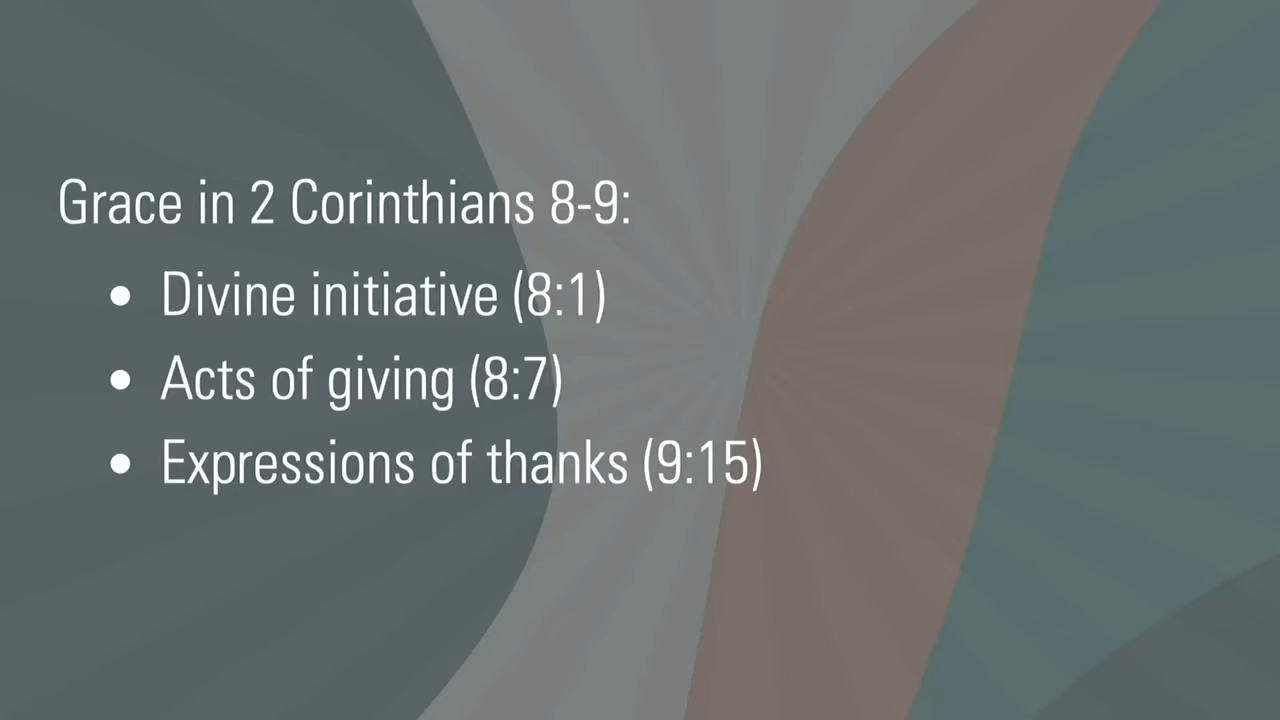 Grace in 2 Corinthians 8-9:
• Divine initiative (8:1)
• Acts of giving (8:7)
• Expressions of thanks (9:15)